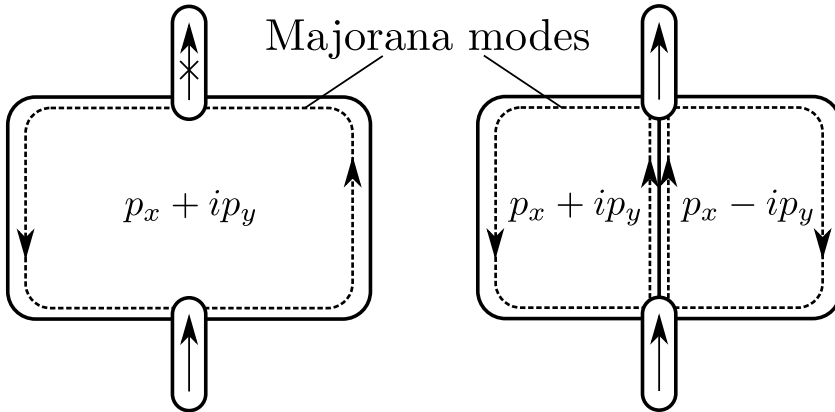 Majorana modes
p_x + ip_y
p_x + ip_y
p_x − ip_y